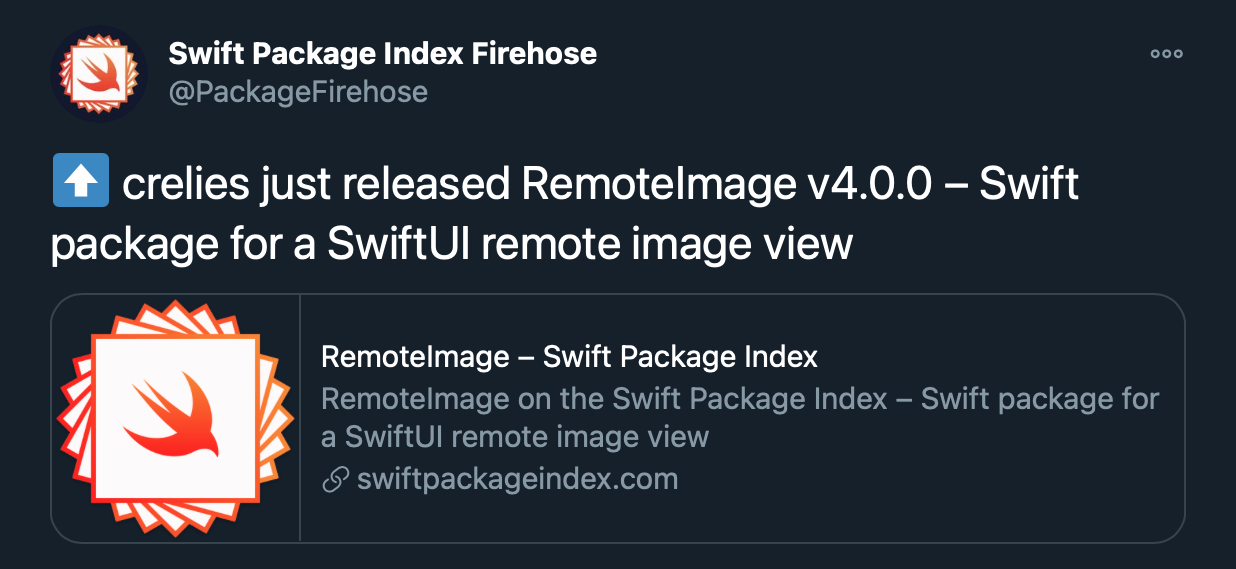 Swift Package Index Firehose
@PackageFirehose
⬆️ crelies just released RemoteImage v4.0.0 – Swift
package for a SwiftUI remote image view
RemoteImage – Swift Package Index
RemoteImage on the Swift Package Index – Swift package for
a SwiftUI remote image view
swiftpackageindex.com